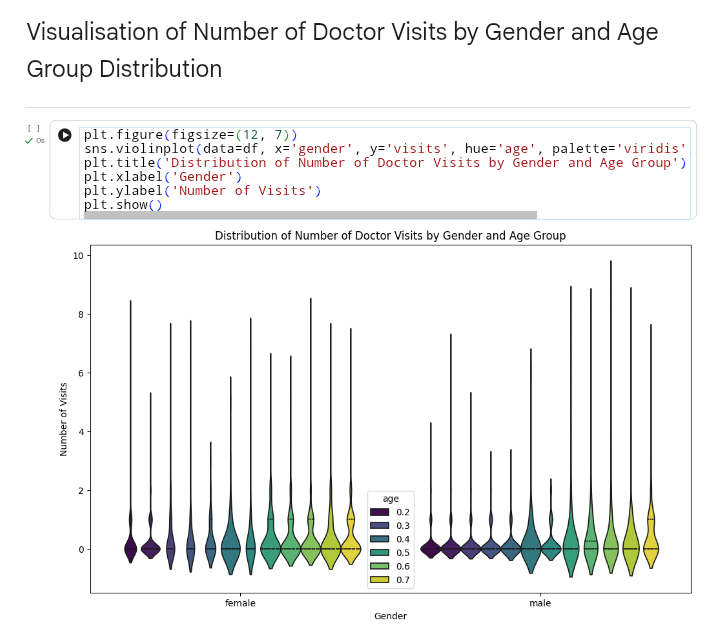 Visualisation of Number of Doctor Visits by Gender and Age
Group Distribution
[ ]
0s
plt.figure(figsize=(12, 7))
sns.violinplot(data=df, x='gender', y='visits', hue='age', palette='viridis'
plt.title('Distribution of Number of Doctor Visits by Gender and Age Group')
plt.xlabel('Gender')
plt.ylabel('Number of Visits')
plt.show()
Distribution of Number of Doctor Visits by Gender and Age Group
10
8
6
4
2
0
Number of Visits
age
0.2
0.3
0.4
0.5
0.6
0.7
female
male
Gender